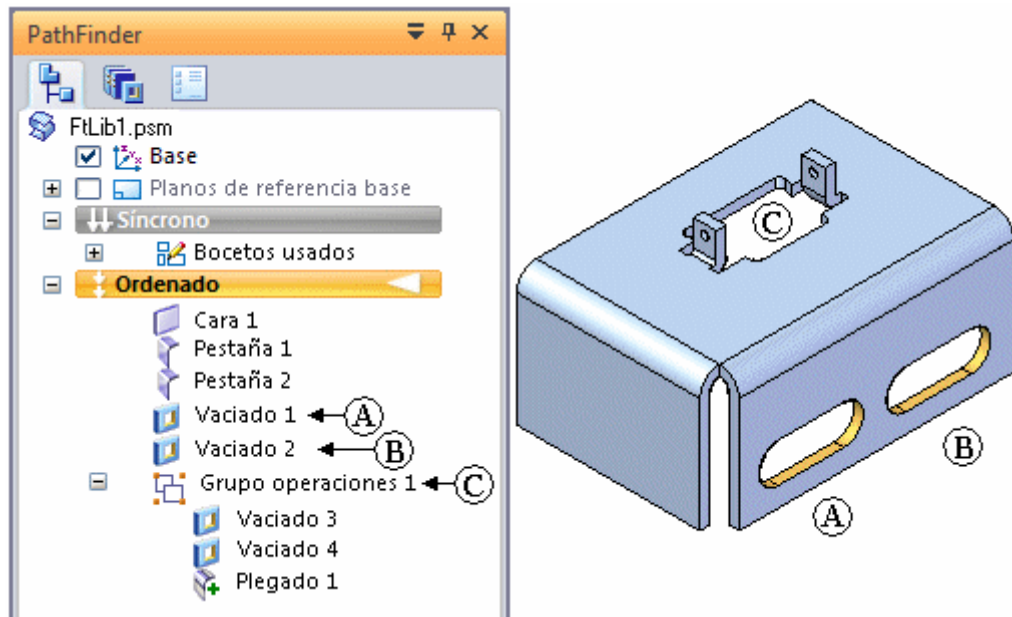 PathFinder
FtLib1.psm
Base
Planos de referencia base
Síncrono
Bocetos usados
Ordenado
Cara 1
Pestaña 1
Pestaña 2
Vaciado 1 A
Vaciado 2 B
Grupo operaciones 1 C
Vaciado 3
Vaciado 4
Plegado 1
C
B
A